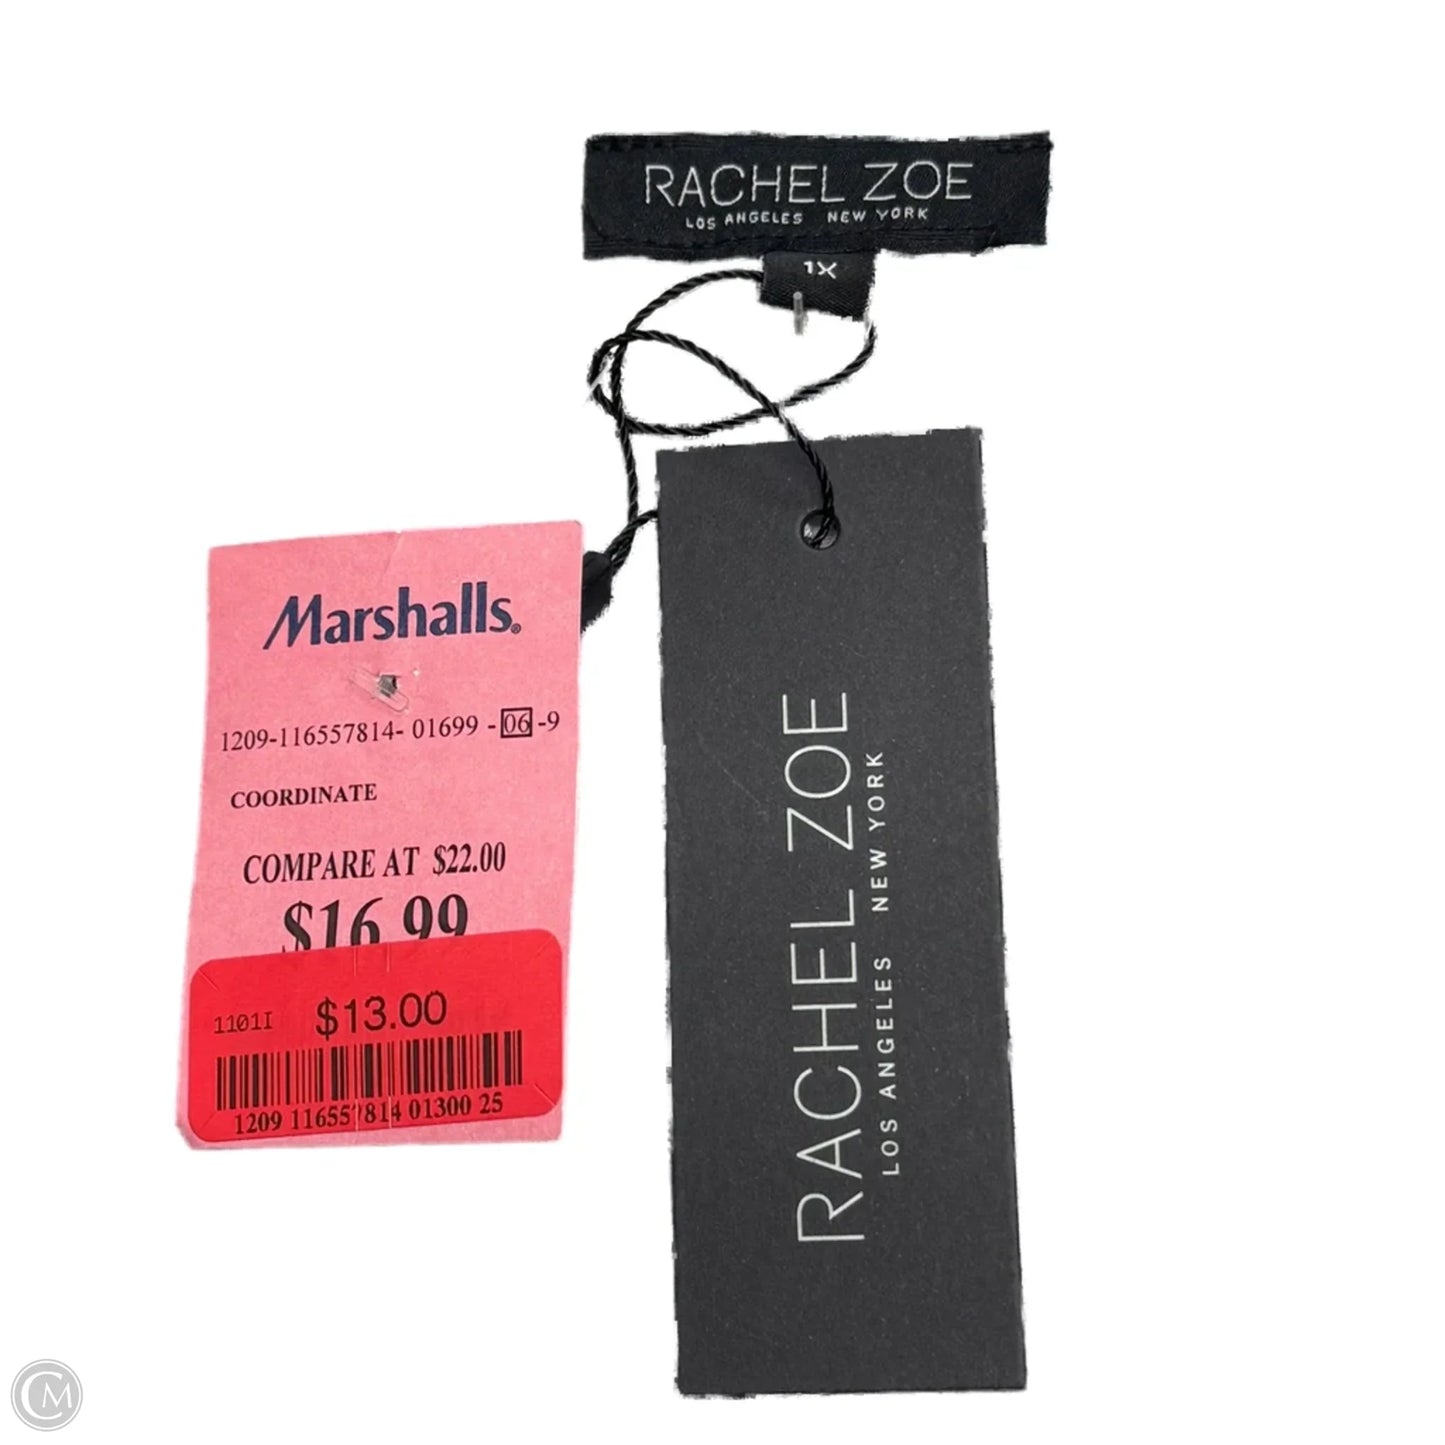 RACHEL ZOE
LOS ANGELES NEW YORK
1X
Marshalls®
1209-116557814- 01699 -06-9
COORDINATE
COMPARE AT $22.00
$16.99
1101I $13.00
1209 116557814 01300 25
RACHEL ZOE
LOS ANGELES NEW YORK
CM